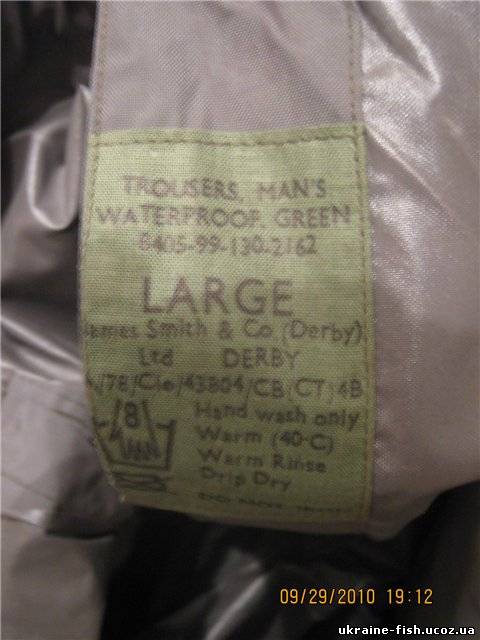 TROUSERS, MAN'S
WATERPROOF, GREEN
8405-99-130-2162
LARGE
James Smith & Co (Derby)
Ltd DERBY
/78/Clo/43804/CB(CT)4B
8
Hand wash only
Warm (40·C)
Warm Rinse
Drip Dry
DO NOT
09/29/2010 19:12
ukraine-fish.ucoz.ua